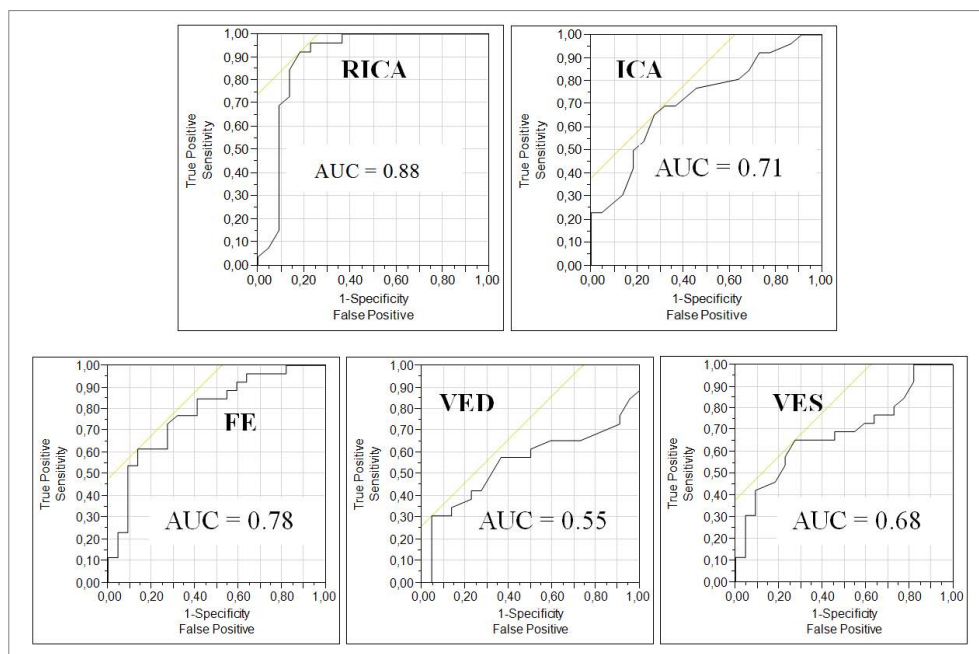 True Positive
Sensitivity
1,00
0,90
0,80
0,70
0,60
0,50
0,40
0,30
0,20
0,10
0,00
RICA
AUC = 0.88
0,00 0,20 0,40 0,60 0,80 1,00
1-Specificity
False Positive
True Positive
Sensitivity
1,00
0,90
0,80
0,70
0,60
0,50
0,40
0,30
0,20
0,10
0,00
ICA
AUC = 0.71
0,00 0,20 0,40 0,60 0,80 1,00
1-Specificity
False Positive
True Positive
Sensitivity
1,00
0,90
0,80
0,70
0,60
0,50
0,40
0,30
0,20
0,10
0,00
FE
AUC = 0.78
0,00 0,20 0,40 0,60 0,80 1,00
1-Specificity
False Positive
True Positive
Sensitivity
1,00
0,90
0,80
0,70
0,60
0,50
0,40
0,30
0,20
0,10
0,00
VED
AUC = 0.55
0,00 0,20 0,40 0,60 0,80 1,00
1-Specificity
False Positive
True Positive
Sensitivity
1,00
0,90
0,80
0,70
0,60
0,50
0,40
0,30
0,20
0,10
0,00
VES
AUC = 0.68
0,00 0,20 0,40 0,60 0,80 1,00
1-Specificity
False Positive